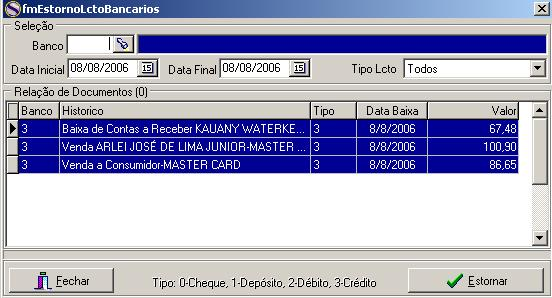 fmEstornoLctoBancarios
Seleção
Banco
Data Inicial 08/08/2006 15 Data Final 08/08/2006 15 Tipo Lcto Todos
Relação de Documentos (0)
Banco Historico Tipo Data Baixa Valor
3 Baixa de Contas a Receber KAUANY WATERKE... 3 8/8/2006 67,48
3 Venda ARLEI JOSÉ DE LIMA JUNIOR-MASTER ... 3 8/8/2006 100,90
3 Venda a Consumidor-MASTER CARD 3 8/8/2006 86,65
Fechar Tipo: 0-Cheque, 1-Depósito, 2-Débito, 3-Crédito Estornar